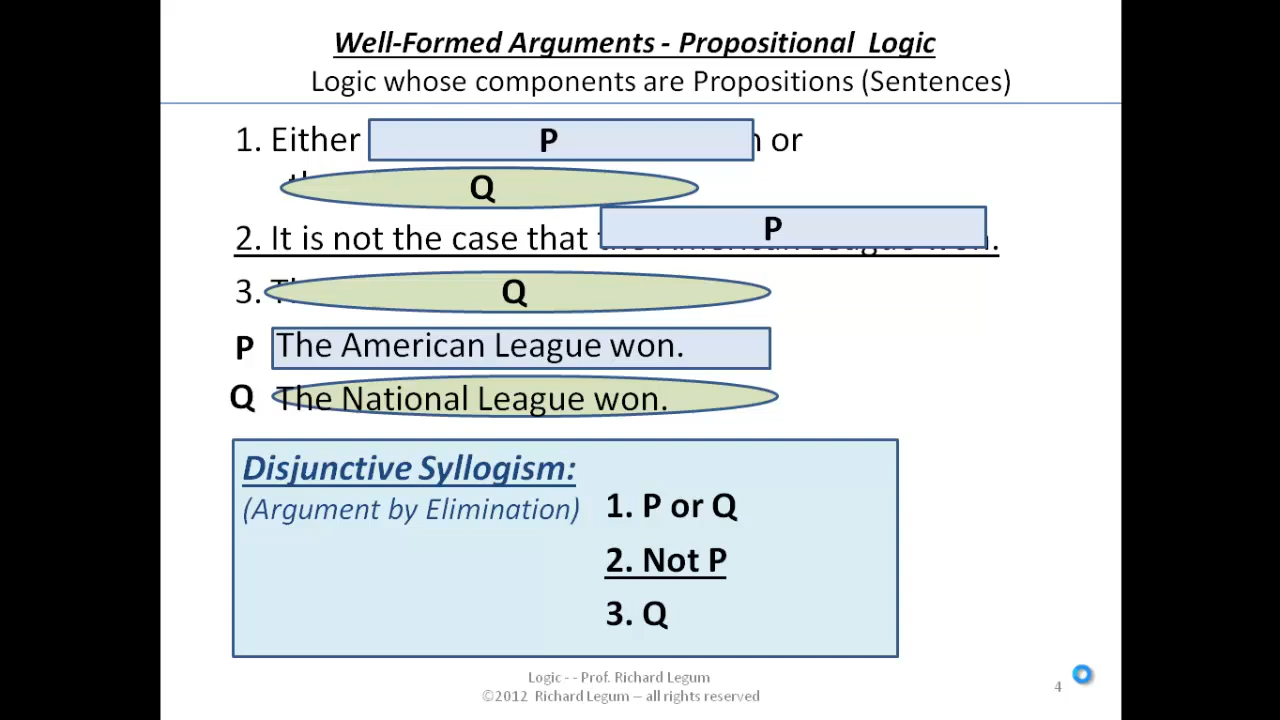 Well-Formed Arguments - Propositional Logic
Logic whose components are Propositions (Sentences)
1. Either P or
Q
2. It is not the case that P
3. Q
P The American League won.
Q The National League won.
Disjunctive Syllogism:
(Argument by Elimination)
1. P or Q
2. Not P
3. Q
Logic - - Prof. Richard Legum
©2012 Richard Legum – all rights reserved
4